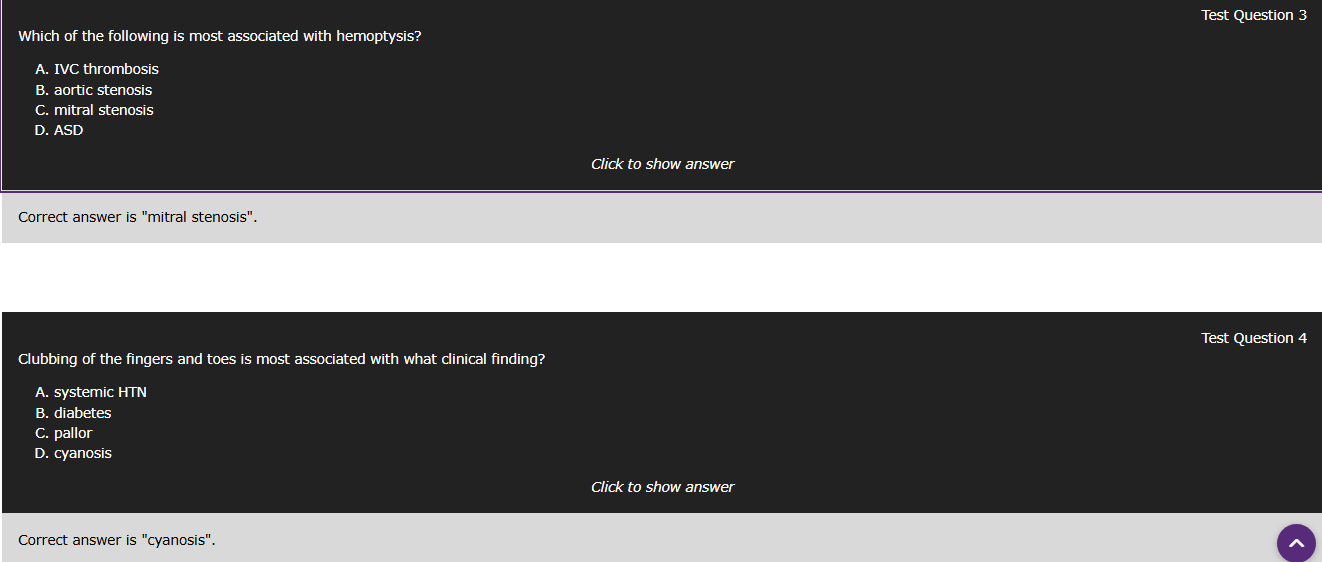 Test Question 3
Which of the following is most associated with hemoptysis?
A. IVC thrombosis
B. aortic stenosis
C. mitral stenosis
D. ASD
Click to show answer
Correct answer is "mitral stenosis".
Test Question 4
Clubbing of the fingers and toes is most associated with what clinical finding?
A. systemic HTN
B. diabetes
C. pallor
D. cyanosis
Click to show answer
Correct answer is "cyanosis".